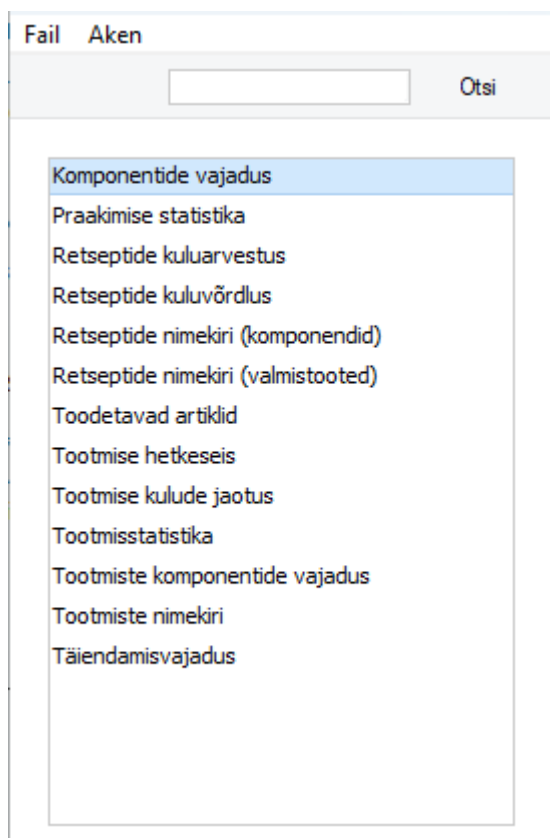 Fail Aken
Otsi
Komponentide vajadus
Praakimise statistika
Retseptide kuluarvestus
Retseptide kuluvõrdlus
Retseptide nimekiri (komponendid)
Retseptide nimekiri (valmistooted)
Toodetavad artiklid
Tootmise hetkeseis
Tootmise kulude jaotus
Tootmisstatistika
Tootmiste komponentide vajadus
Tootmiste nimekiri
Täiendamisvajadus